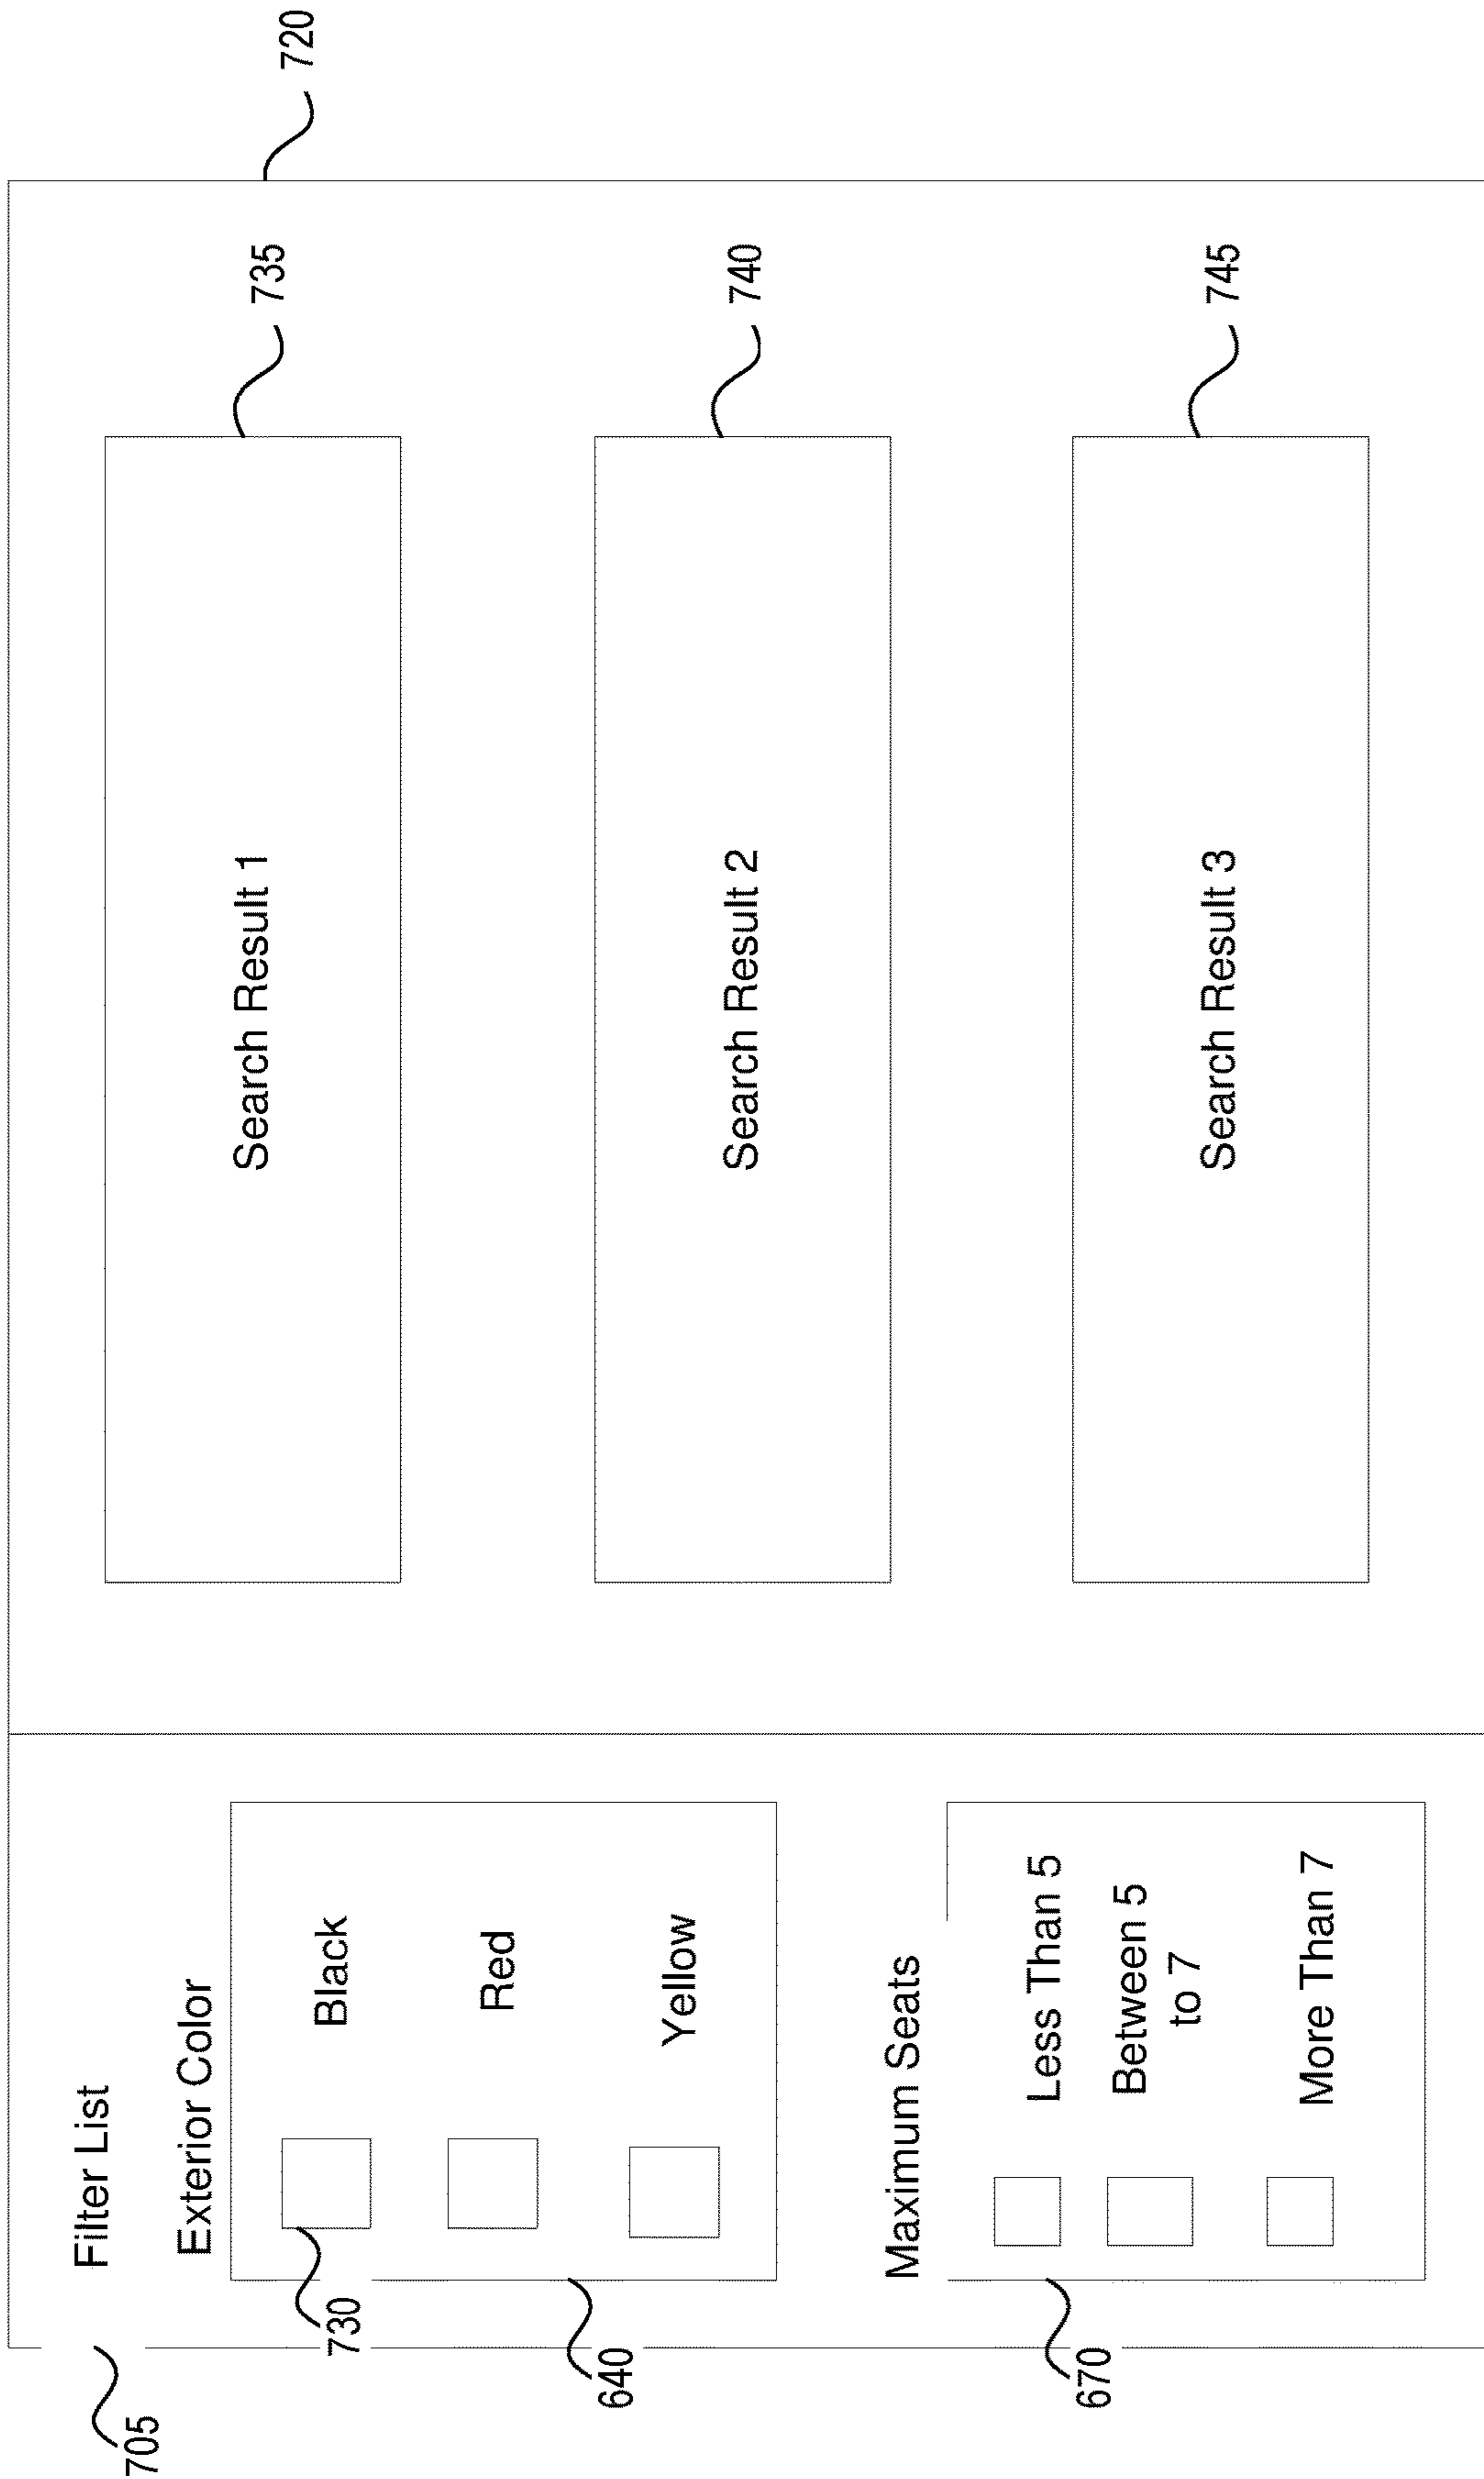 720
705
Filter List
Exterior Color
730
Black
Red
Yellow
640
Maximum Seats
Less Than 5
Between 5
to 7
More Than 7
670
Search Result 1
735
Search Result 2
740
Search Result 3
745